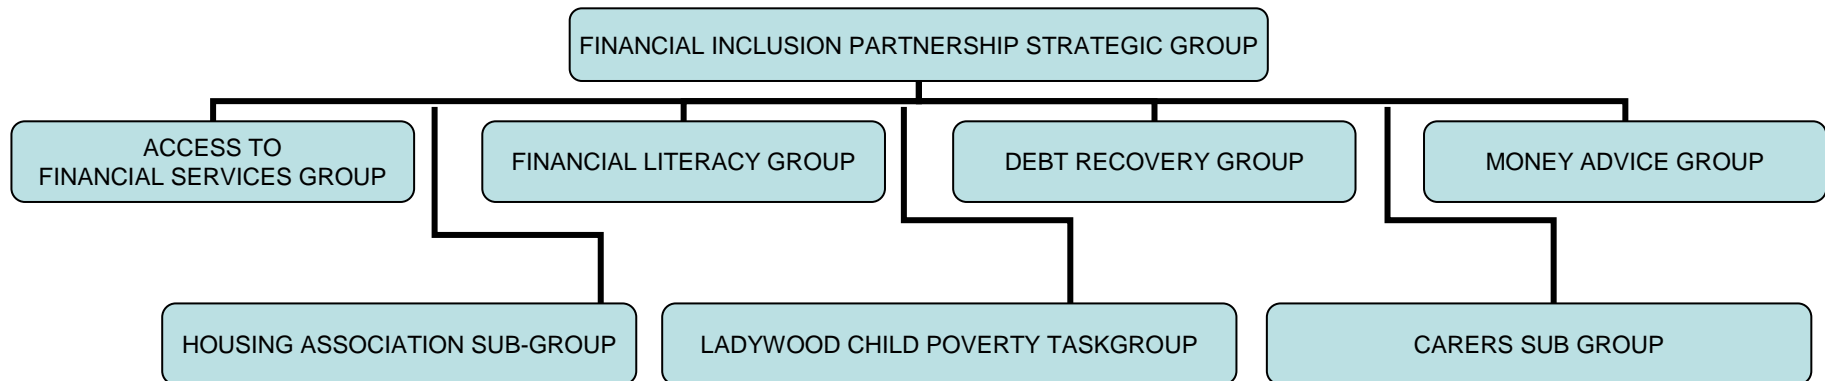 FINANCIAL INCLUSION PARTNERSHIP STRATEGIC GROUP
ACCESS TO
FINANCIAL SERVICES GROUP
FINANCIAL LITERACY GROUP
DEBT RECOVERY GROUP
MONEY ADVICE GROUP
HOUSING ASSOCIATION SUB-GROUP
LADYWOOD CHILD POVERTY TASKGROUP
CARERS SUB GROUP